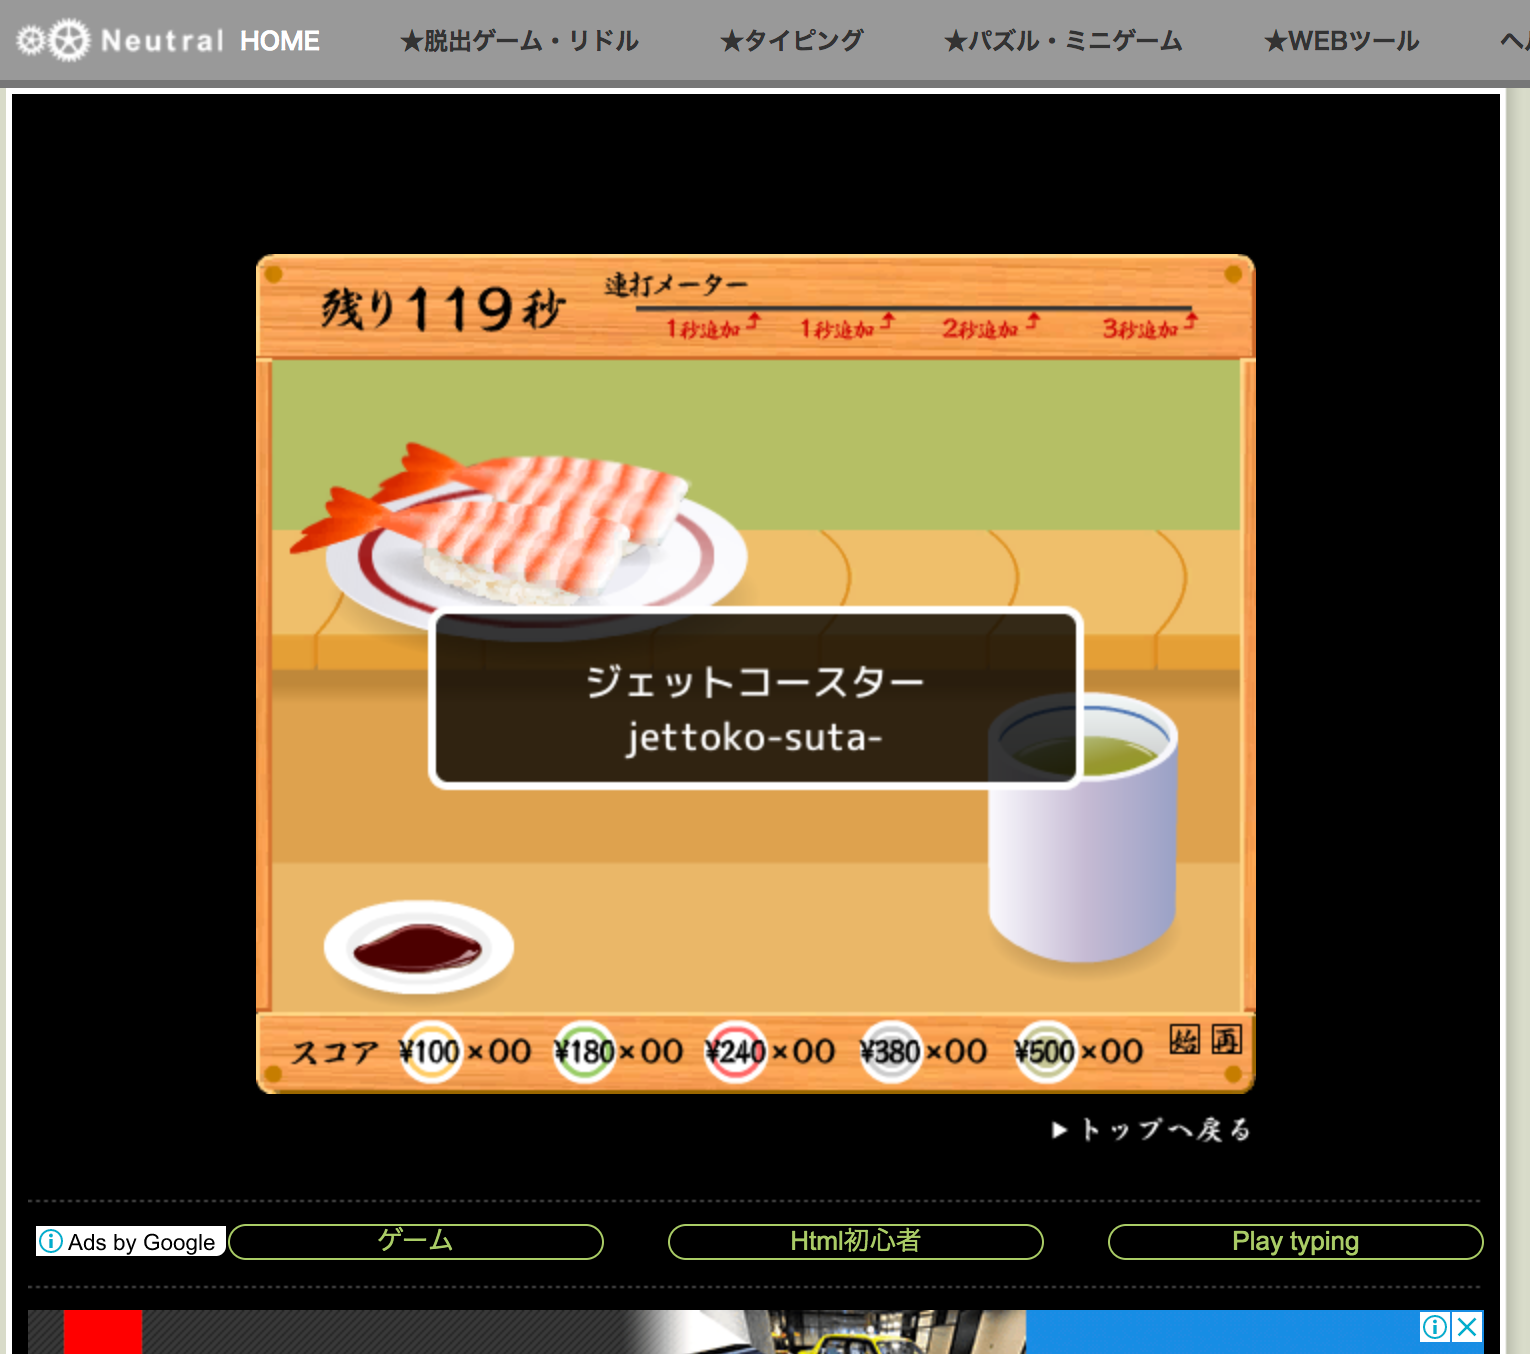 Neutral HOME ★脱出ゲーム・リドル ★タイピング ★パズル・ミニゲーム ★WEBツール
残り119秒
連打メーター
1秒追加 1秒追加 2秒追加 3秒追加
ジェットコースター
jettoko-suta-
スコア ¥100×00 ¥180×00 ¥240×00 ¥380×00 ¥500×00 始 再
▶トップへ戻る
Ads by Google ゲーム Html初心者 Play typing